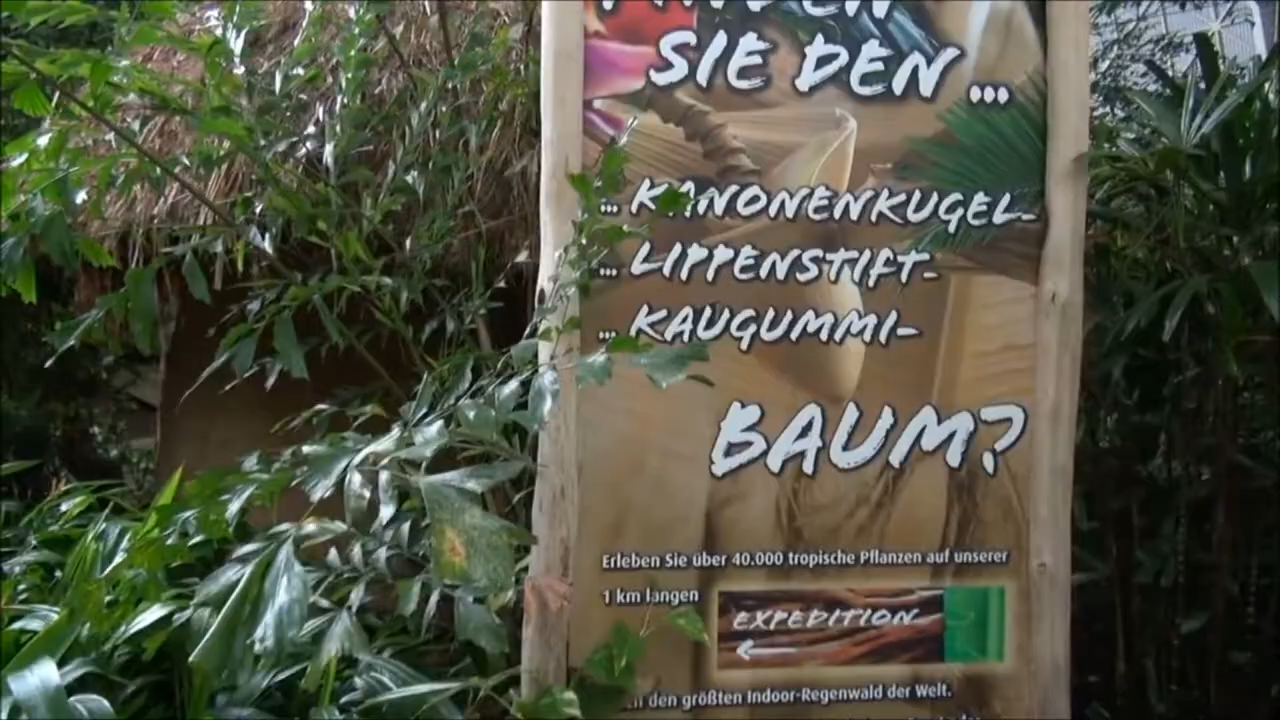 SIE DEN ...
... KANONENKUGEL-
... LIPPENSTIFT-
... KAUGUMMI-
BAUM?
Erleben Sie über 40.000 tropische Pflanzen auf unserer
1 km langen
EXPEDITION
den größten Indoor-Regenwald der Welt.